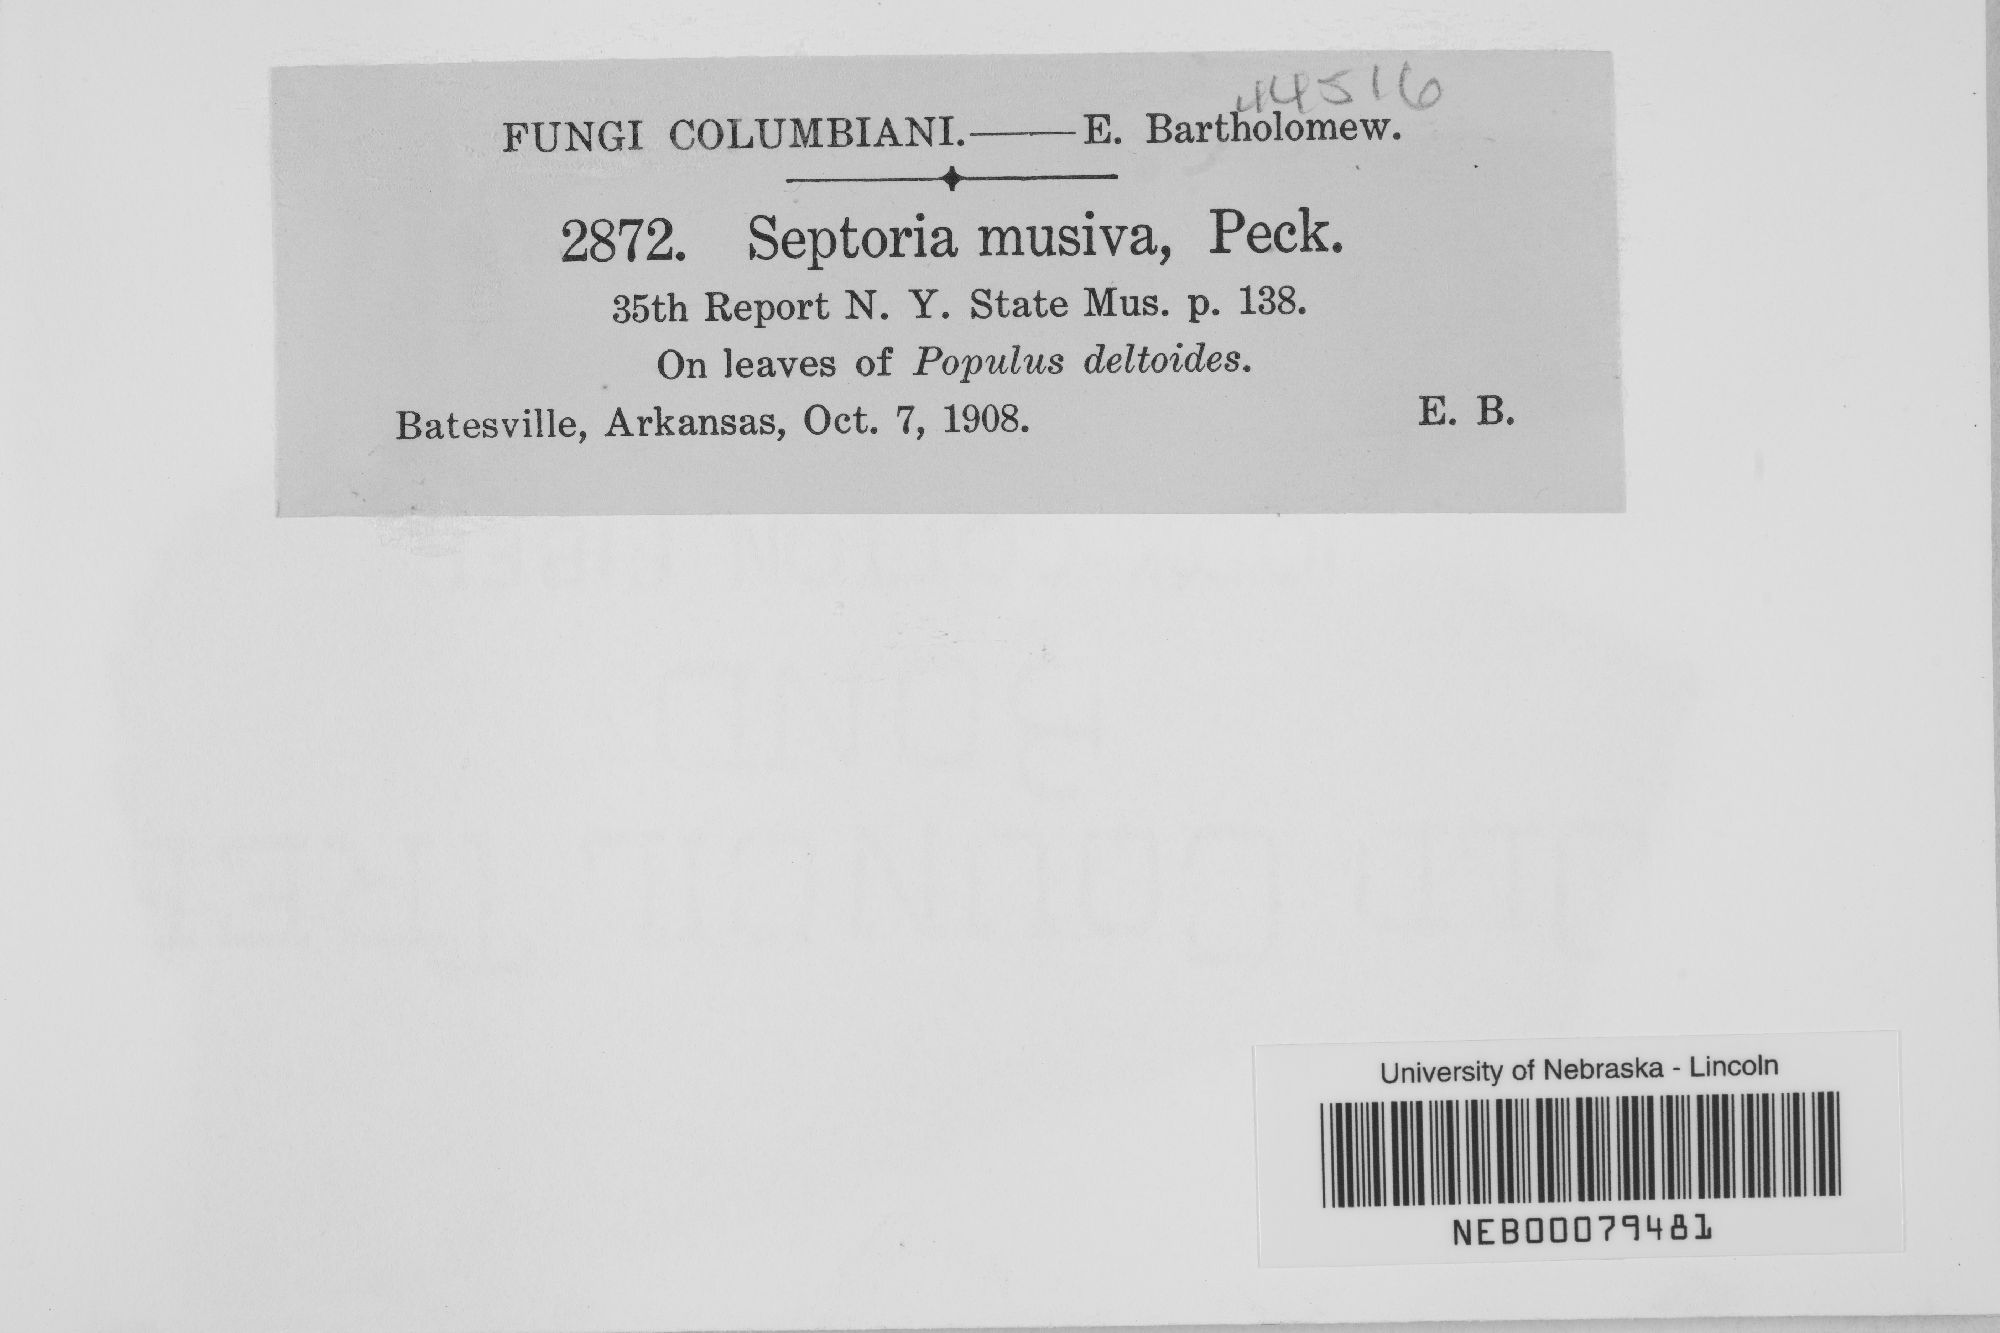 44516
FUNGI COLUMBIANI.——E. Bartholomew.
2872. Septoria musiva, Peck.
35th Report N. Y. State Mus. p. 138.
On leaves of Populus deltoides.
Batesville, Arkansas, Oct. 7, 1908. E. B.
University of Nebraska - Lincoln
NEB00079481